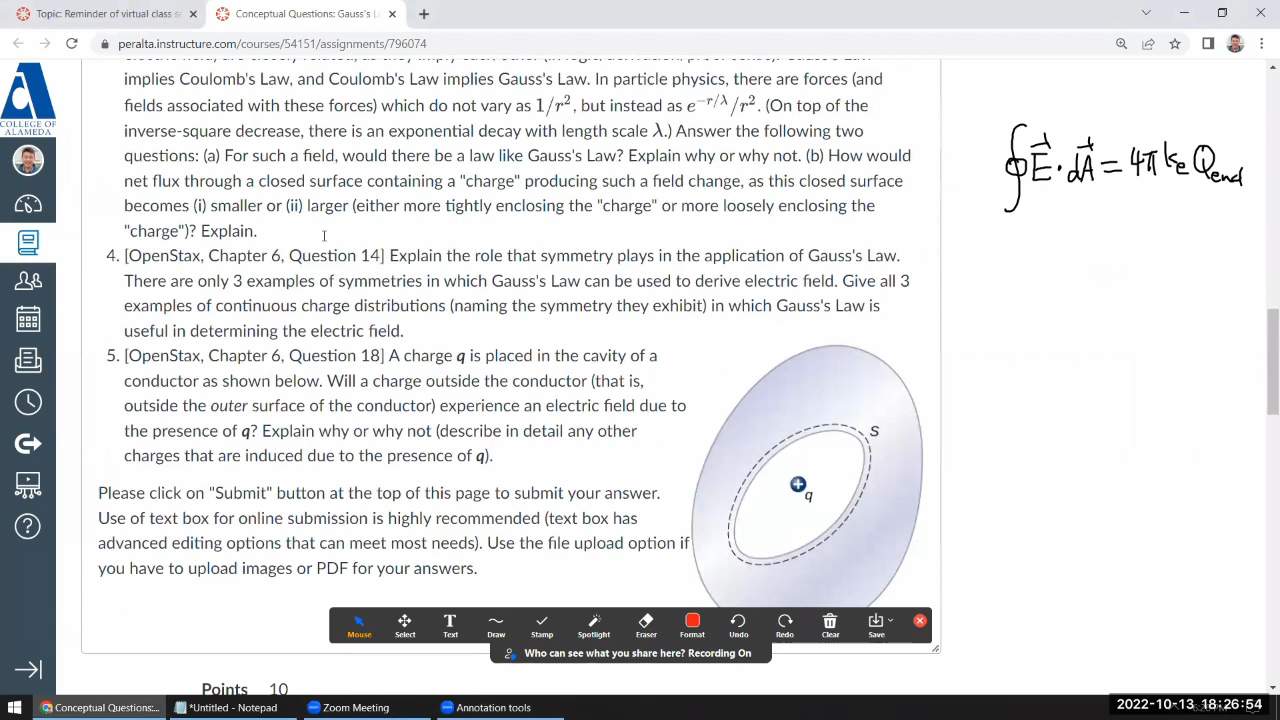 Topic: Reminder of virtual class s
Conceptual Questions: Gauss's L
peralta.instructure.com/courses/54151/assignments/796074
COLLEGE OF
ALAMEDA
implies Coulomb's Law, and Coulomb's Law implies Gauss's Law. In particle physics, there are forces (and
fields associated with these forces) which do not vary as 1/r², but instead as e^{-r/λ}/r². (On top of the
inverse-square decrease, there is an exponential decay with length scale λ.) Answer the following two
questions: (a) For such a field, would there be a law like Gauss's Law? Explain why or why not. (b) How would
net flux through a closed surface containing a "charge" producing such a field change, as this closed surface
becomes (i) smaller or (ii) larger (either more tightly enclosing the "charge" or more loosely enclosing the
"charge")? Explain.
4. [OpenStax, Chapter 6, Question 14] Explain the role that symmetry plays in the application of Gauss's Law.
There are only 3 examples of symmetries in which Gauss's Law can be used to derive electric field. Give all 3
examples of continuous charge distributions (naming the symmetry they exhibit) in which Gauss's Law is
useful in determining the electric field.
5. [OpenStax, Chapter 6, Question 18] A charge q is placed in the cavity of a
conductor as shown below. Will a charge outside the conductor (that is,
outside the outer surface of the conductor) experience an electric field due to
the presence of q? Explain why or why not (describe in detail any other
charges that are induced due to the presence of q).
S
q
Please click on "Submit" button at the top of this page to submit your answer.
Use of text box for online submission is highly recommended (text box has
advanced editing options that can meet most needs). Use the file upload option if
you have to upload images or PDF for your answers.
∮ E⃗ · dA⃗ = 4π kₑ Q_encl
Mouse Select Text Draw Stamp Spotlight Eraser Format Undo Redo Clear Save
Who can see what you share here? Recording On
Points 10
Conceptual Questions:...
*Untitled - Notepad
Zoom Meeting
Annotation tools
2022-10-13 18:26:54